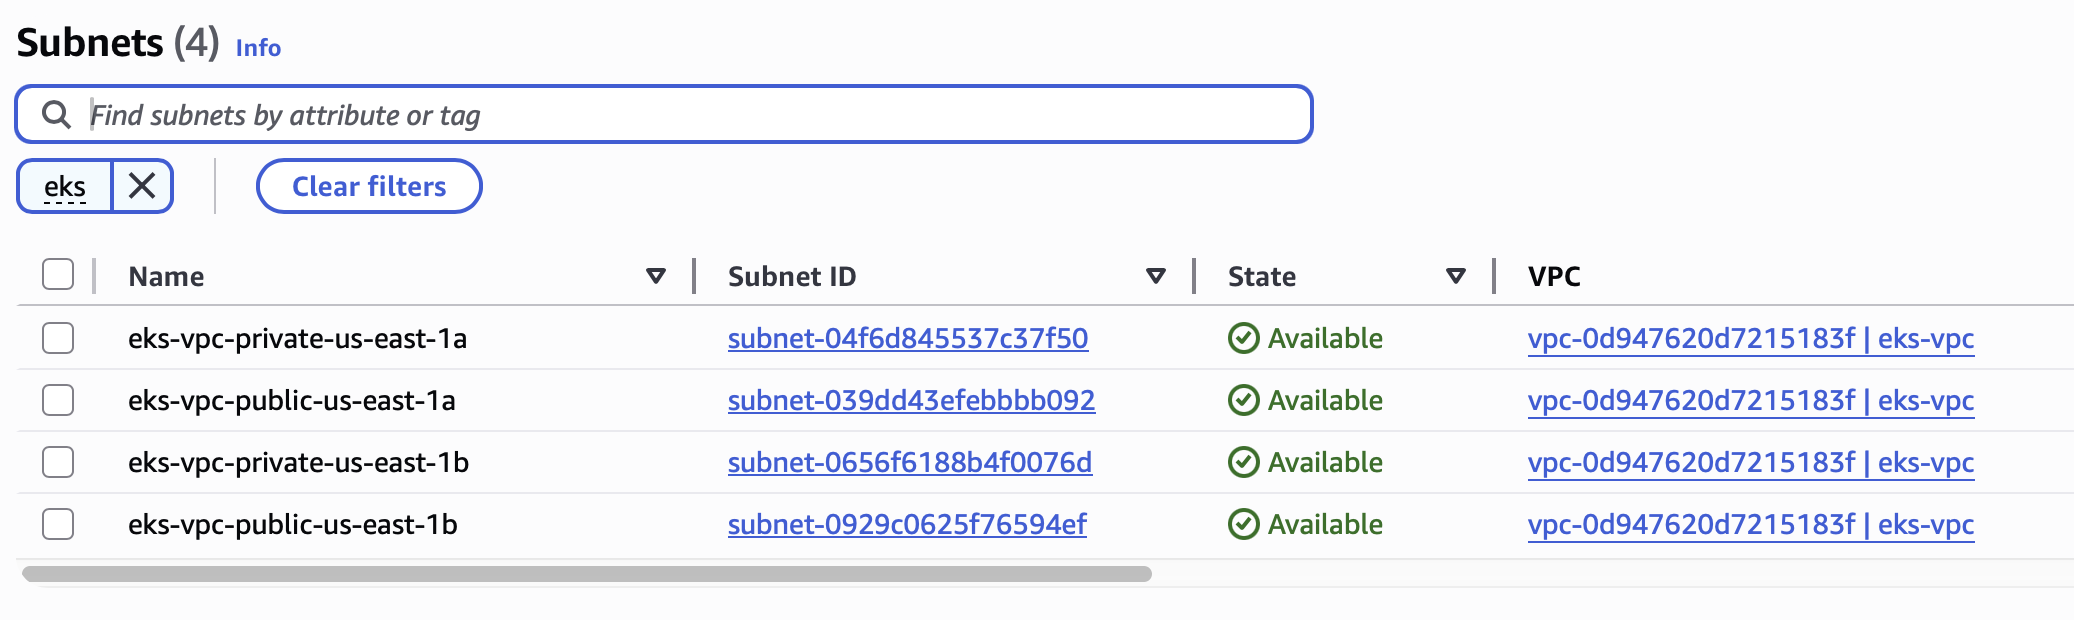 Subnets (4) Info
Find subnets by attribute or tag
eks Clear filters
Name Subnet ID State VPC
eks-vpc-private-us-east-1a subnet-04f6d845537c37f50 Available vpc-0d947620d7215183f | eks-vpc
eks-vpc-public-us-east-1a subnet-039dd43efebbbb092 Available vpc-0d947620d7215183f | eks-vpc
eks-vpc-private-us-east-1b subnet-0656f6188b4f0076d Available vpc-0d947620d7215183f | eks-vpc
eks-vpc-public-us-east-1b subnet-0929c0625f76594ef Available vpc-0d947620d7215183f | eks-vpc